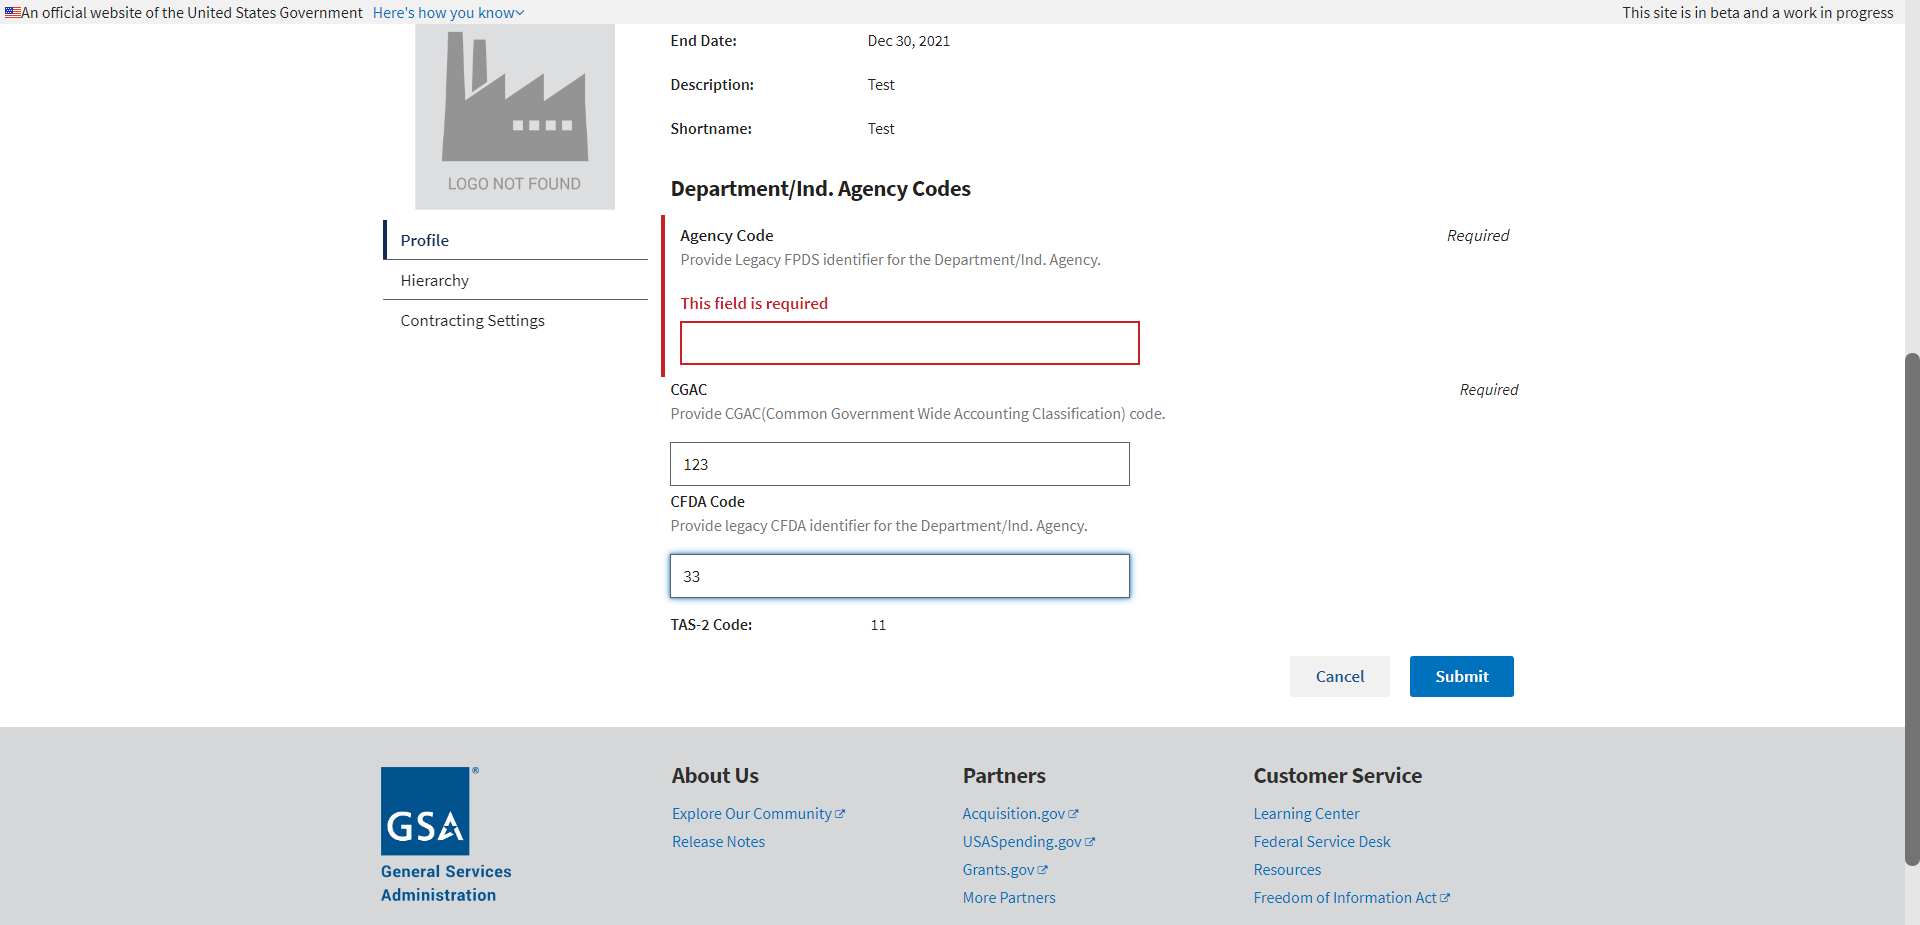 An official website of the United States Government Here's how you know
This site is in beta and a work in progress
LOGO NOT FOUND
Profile
Hierarchy
Contracting Settings
End Date: Dec 30, 2021
Description: Test
Shortname: Test
Department/Ind. Agency Codes
Agency Code Required
Provide Legacy FPDS identifier for the Department/Ind. Agency.
This field is required
CGAC Required
Provide CGAC(Common Government Wide Accounting Classification) code.
123
CFDA Code
Provide legacy CFDA identifier for the Department/Ind. Agency.
33
TAS-2 Code: 11
Cancel Submit
GSA ®
General Services
Administration
About Us
Explore Our Community
Release Notes
Partners
Acquisition.gov
USASpending.gov
Grants.gov
More Partners
Customer Service
Learning Center
Federal Service Desk
Resources
Freedom of Information Act